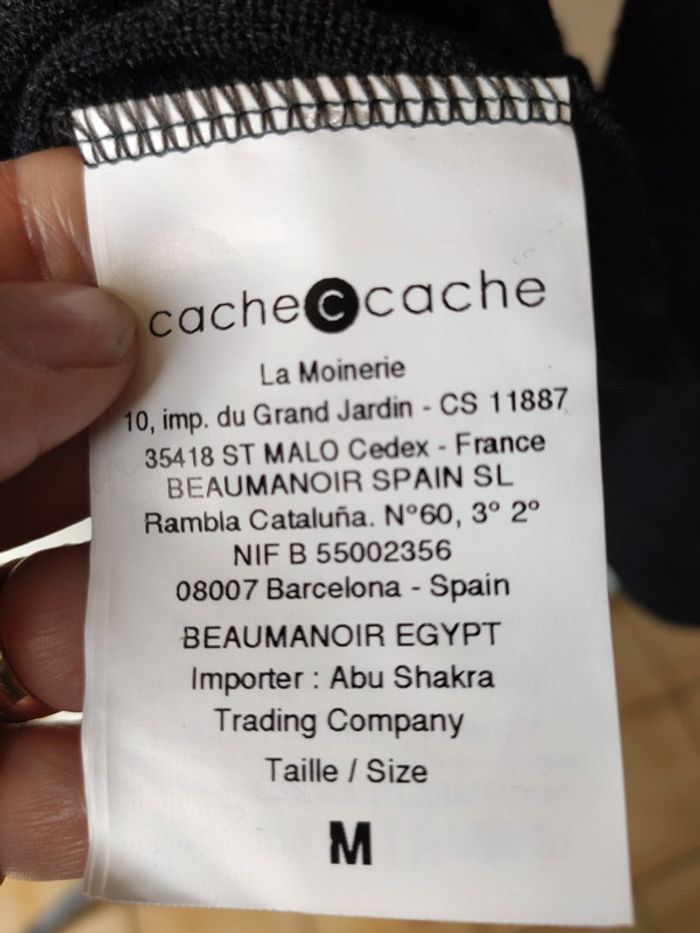 cache c cache
La Moinerie
10, imp. du Grand Jardin - CS 11887
35418 ST MALO Cedex - France
BEAUMANOIR SPAIN SL
Rambla Cataluña. N°60, 3° 2°
NIF B 55002356
08007 Barcelona - Spain
BEAUMANOIR EGYPT
Importer : Abu Shakra
Trading Company
Taille / Size
M